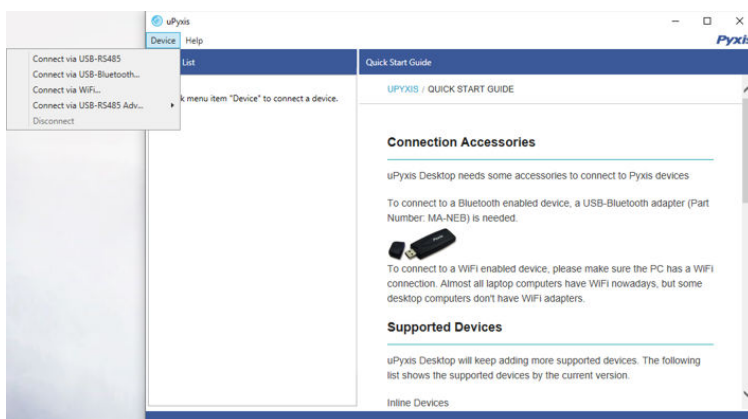 uPyxis
Device Help
Pyxis
Connect via USB-RS485
Connect via USB-Bluetooth...
Connect via WiFi...
Connect via USB-RS485 Adv...
Disconnect
List
menu item "Device" to connect a device.
Quick Start Guide
UPYXIS / QUICK START GUIDE
Connection Accessories
uPyxis Desktop needs some accessories to connect to Pyxis devices
To connect to a Bluetooth enabled device, a USB-Bluetooth adapter (Part
Number: MA-NEB) is needed.
To connect to a WiFi enabled device, please make sure the PC has a WiFi
connection. Almost all laptop computers have WiFi nowadays, but some
desktop computers don't have WiFi adapters.
Supported Devices
uPyxis Desktop will keep adding more supported devices. The following
list shows the supported devices by the current version.
Inline Devices